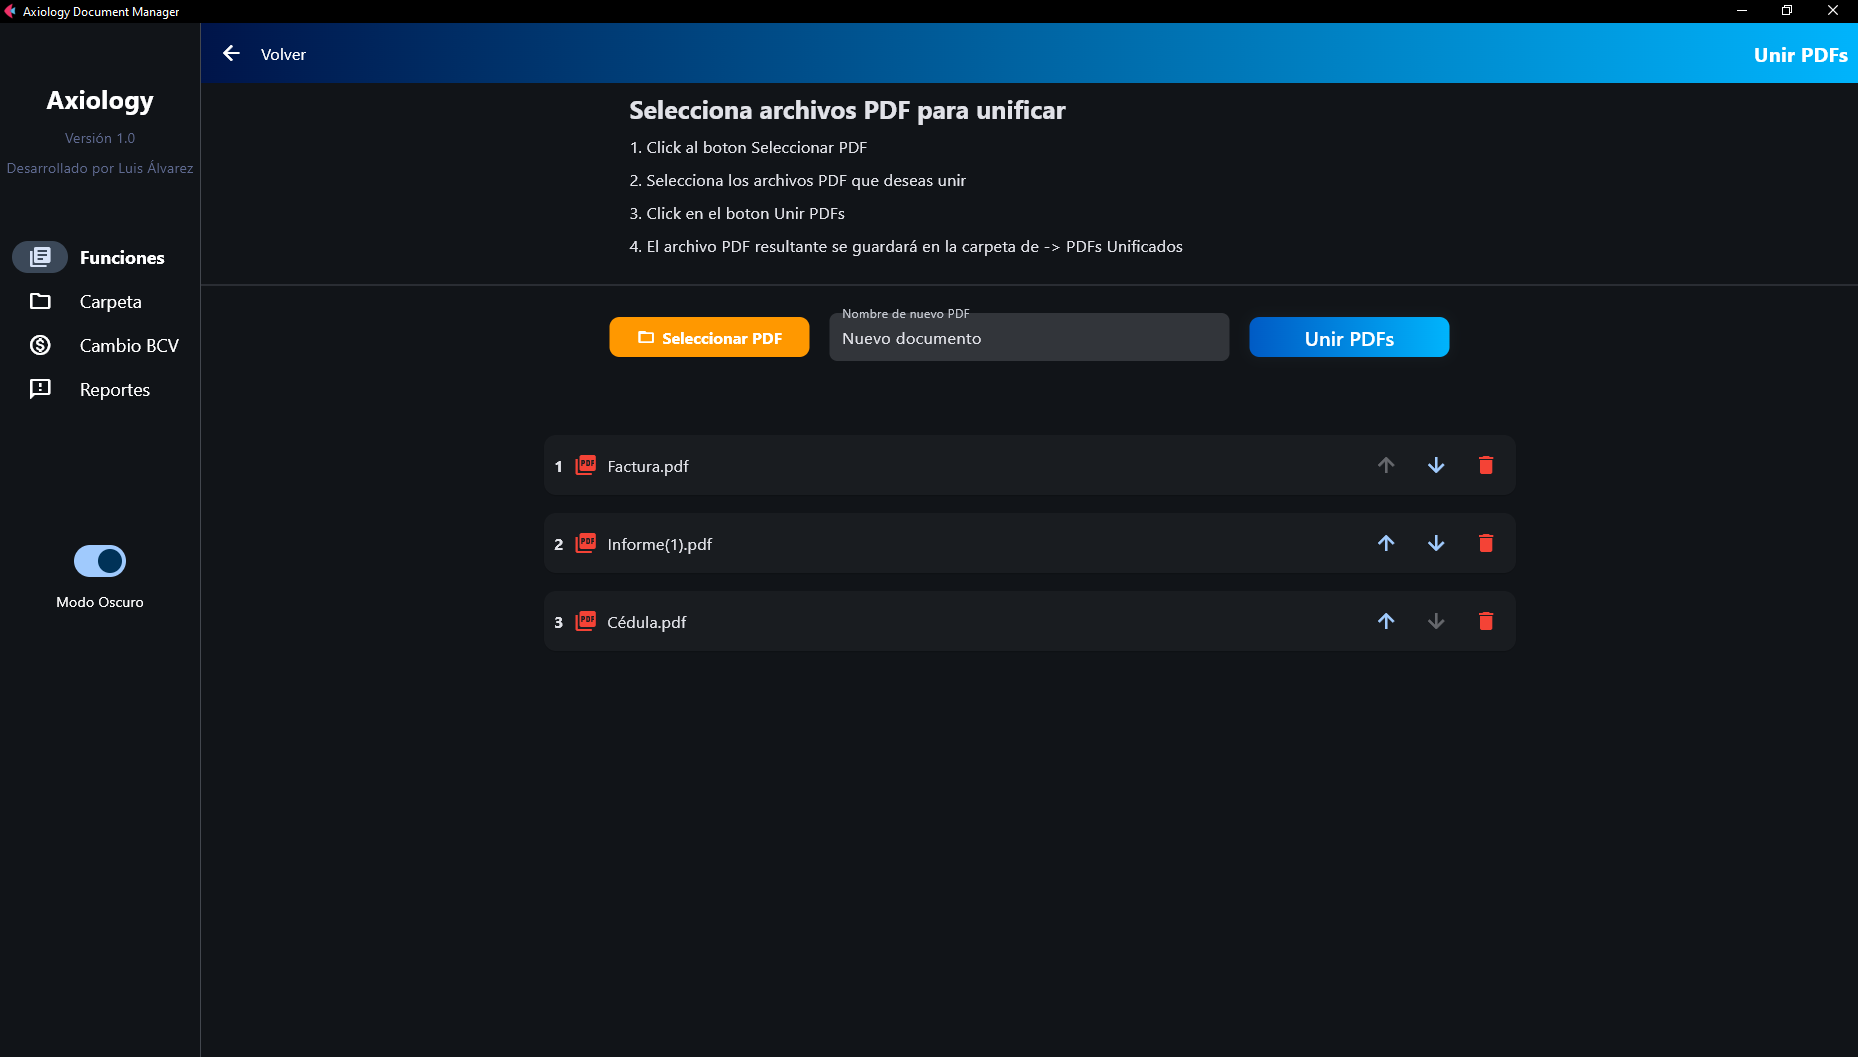 Axiology Document Manager
Axiology
Versión 1.0
Desarrollado por Luis Álvarez
Funciones
Carpeta
Cambio BCV
Reportes
Modo Oscuro
Volver
Unir PDFs
Selecciona archivos PDF para unificar
1. Click al boton Seleccionar PDF
2. Selecciona los archivos PDF que deseas unir
3. Click en el boton Unir PDFs
4. El archivo PDF resultante se guardará en la carpeta de -> PDFs Unificados
Seleccionar PDF
Nombre de nuevo PDF
Nuevo documento
Unir PDFs
1 PDF Factura.pdf
2 PDF Informe(1).pdf
3 PDF Cédula.pdf